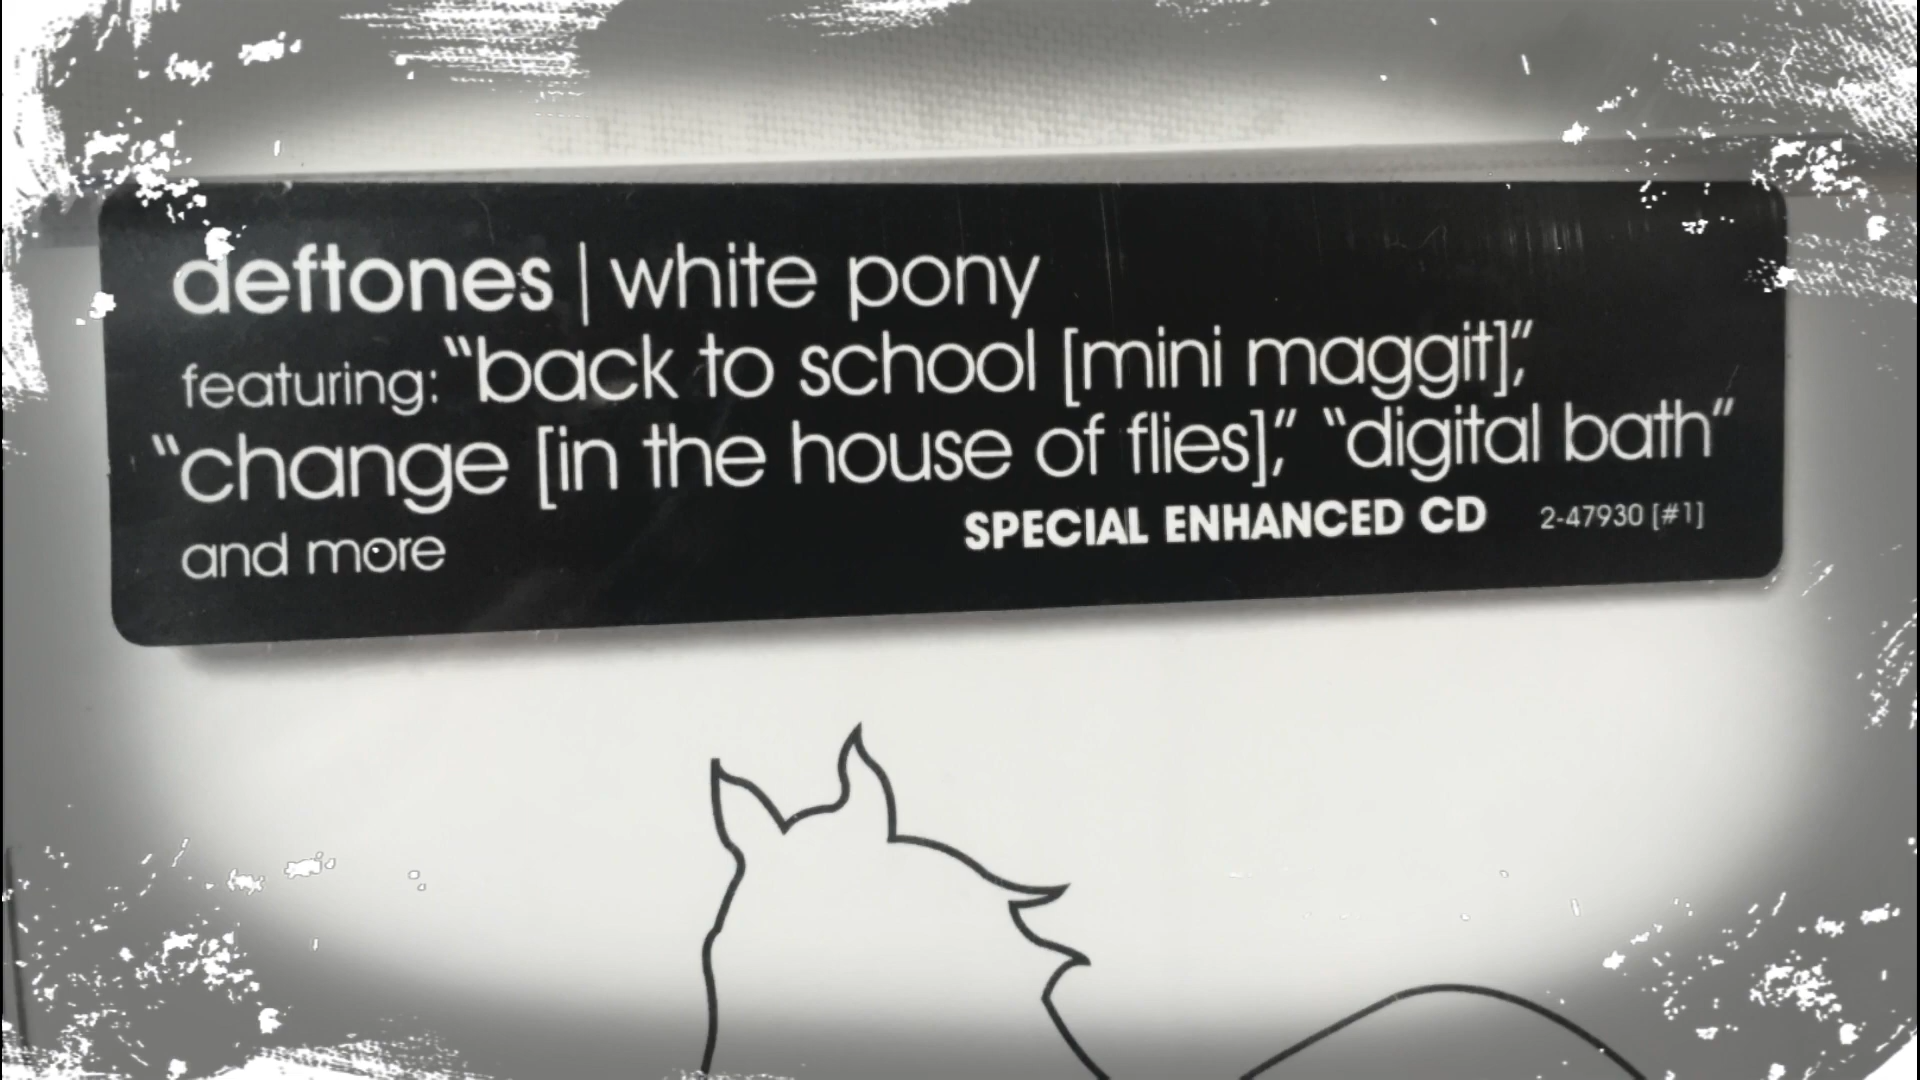 deftones | white pony
featuring: "back to school [mini maggit],"
"change [in the house of flies]," "digital bath"
and more
SPECIAL ENHANCED CD 2-47930 [#1]